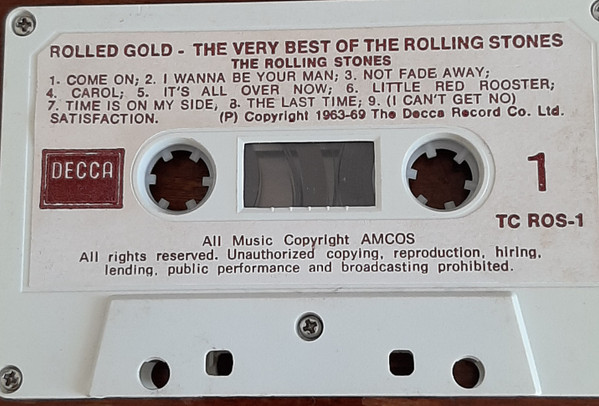 ROLLED GOLD - THE VERY BEST OF THE ROLLING STONES
THE ROLLING STONES
1. COME ON; 2. I WANNA BE YOUR MAN; 3. NOT FADE AWAY;
4. CAROL; 5. IT'S ALL OVER NOW; 6. LITTLE RED ROOSTER;
7. TIME IS ON MY SIDE, 8. THE LAST TIME; 9. (I CAN'T GET NO)
SATISFACTION. (P) Copyright 1963-69 The Decca Record Co. Ltd.
DECCA
1
TC ROS-1
All Music Copyright AMCOS
All rights reserved. Unauthorized copying, reproduction, hiring,
lending, public performance and broadcasting prohibited.